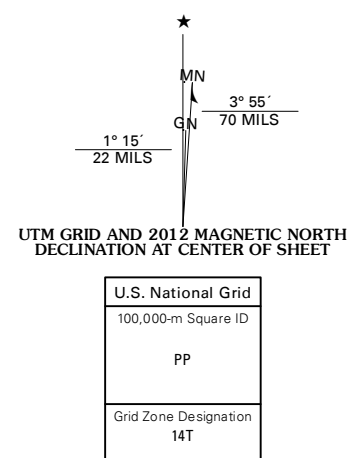 ★
MN
3° 55´
70 MILS
GN
1° 15´
22 MILS
UTM GRID AND 2012 MAGNETIC NORTH
DECLINATION AT CENTER OF SHEET
U.S. National Grid
100,000-m Square ID
PP
Grid Zone Designation
14T